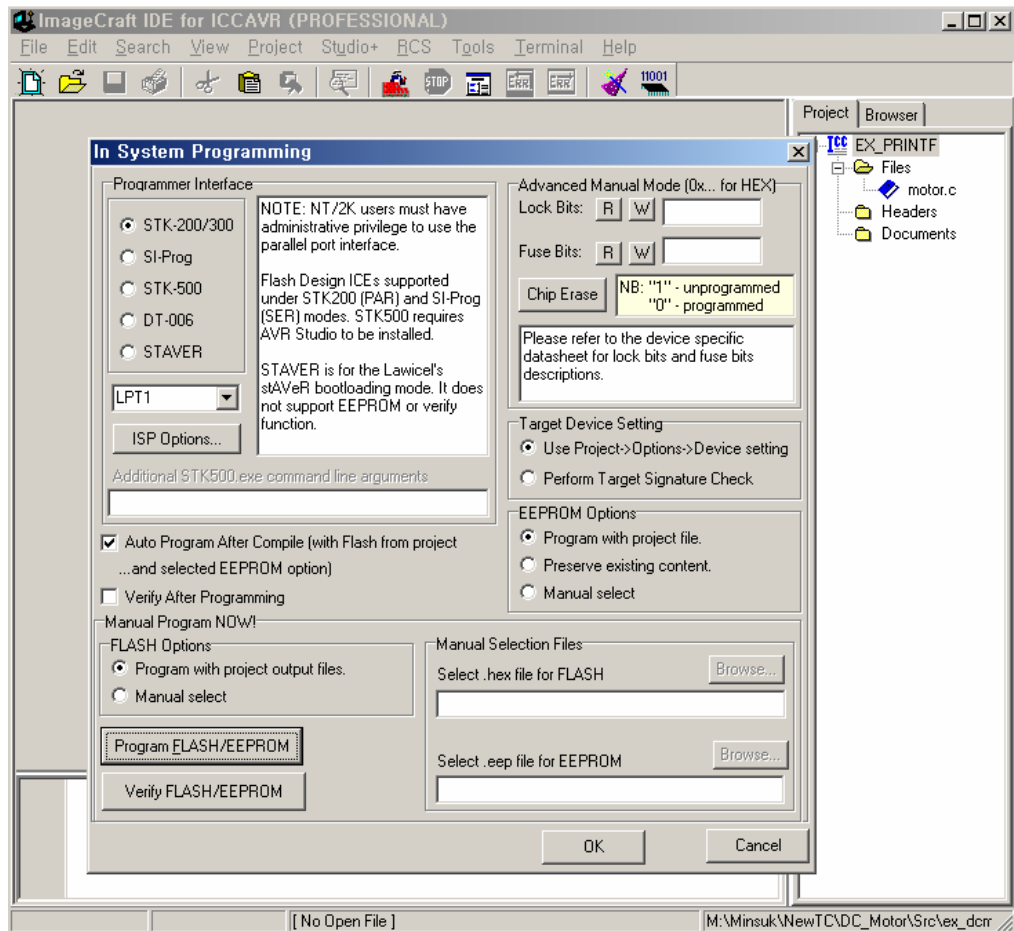 ImageCraft IDE for ICCAVR (PROFESSIONAL)
File Edit Search View Project Studio+ RCS Tools Terminal Help
STOP
ERR
ERR
11001
Project Browser
ICC EX_PRINTF
Files
motor.c
Headers
Documents
In System Programming
Programmer Interface
STK-200/300
SI-Prog
STK-500
DT-006
STAVER
LPT1
ISP Options...
NOTE: NT/2K users must have
administrative privilege to use the
parallel port interface.
Flash Design ICEs supported
under STK200 (PAR) and SI-Prog
(SER) modes. STK500 requires
AVR Studio to be installed.
STAVER is for the Lawicel's
stAVeR bootloading mode. It does
not support EEPROM or verify
function.
Additional STK500.exe command line arguments
Auto Program After Compile (with Flash from project
...and selected EEPROM option)
Verify After Programming
Advanced Manual Mode (0x... for HEX)
Lock Bits: R W
Fuse Bits: R W
Chip Erase
NB: "1" - unprogrammed
"0" - programmed
Please refer to the device specific
datasheet for lock bits and fuse bits
descriptions.
Target Device Setting
Use Project->Options->Device setting
Perform Target Signature Check
EEPROM Options
Program with project file.
Preserve existing content.
Manual select
Manual Program NOW!
FLASH Options
Program with project output files.
Manual select
Program FLASH/EEPROM
Verify FLASH/EEPROM
Manual Selection Files
Select .hex file for FLASH
Browse...
Select .eep file for EEPROM
Browse...
OK
Cancel
[ No Open File ]
M:\Minsuk\NewTC\DC_Motor\Src\ex_dcm